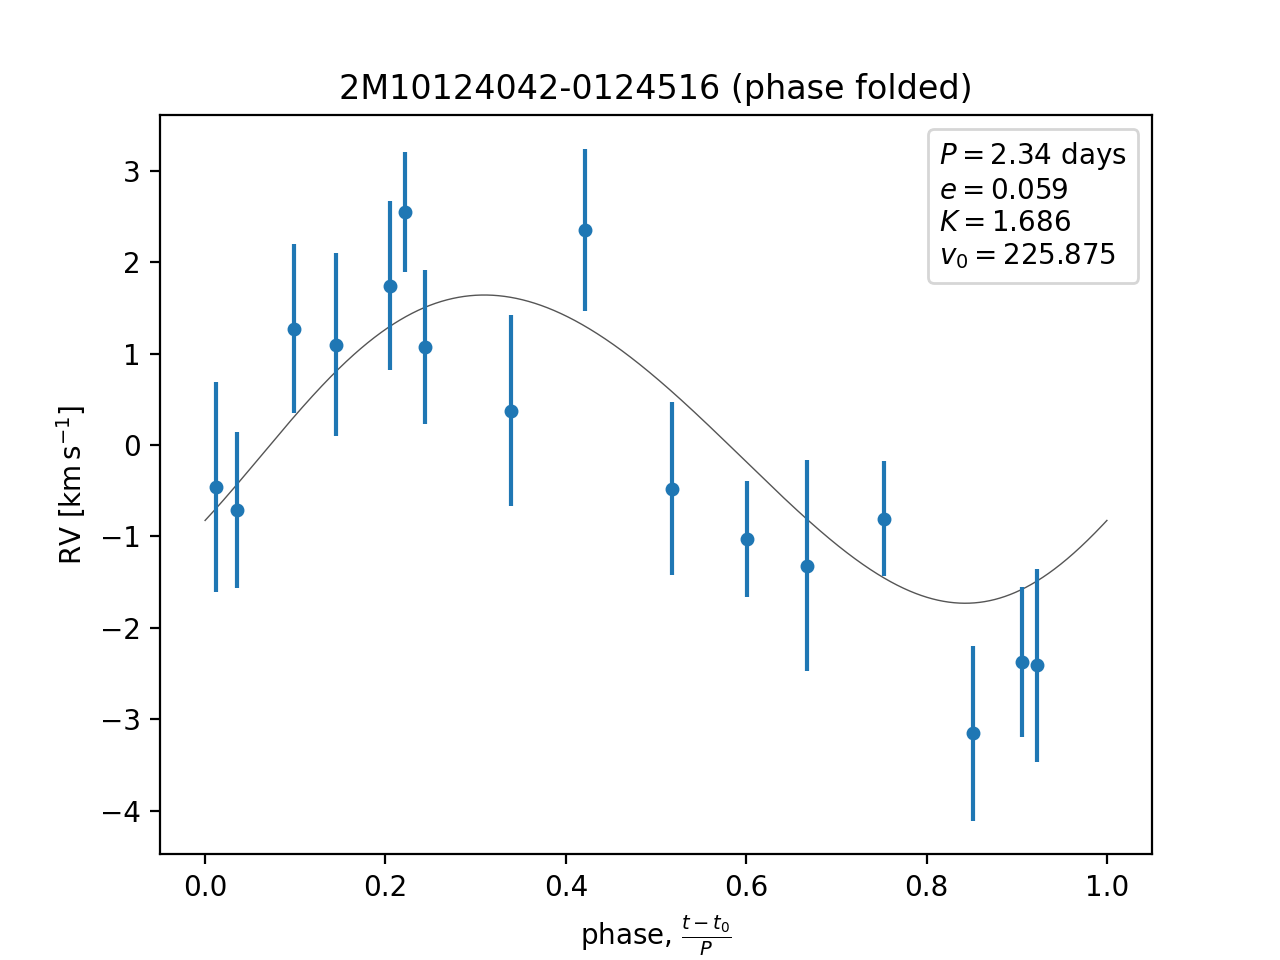 2M10124042-0124516 (phase folded)
P = 2.34 days
e = 0.059
K = 1.686
v₀ = 225.875
3
2
1
0
−1
−2
−3
−4
RV [km s⁻¹]
0.0 0.2 0.4 0.6 0.8 1.0
phase, (t − t₀)/P